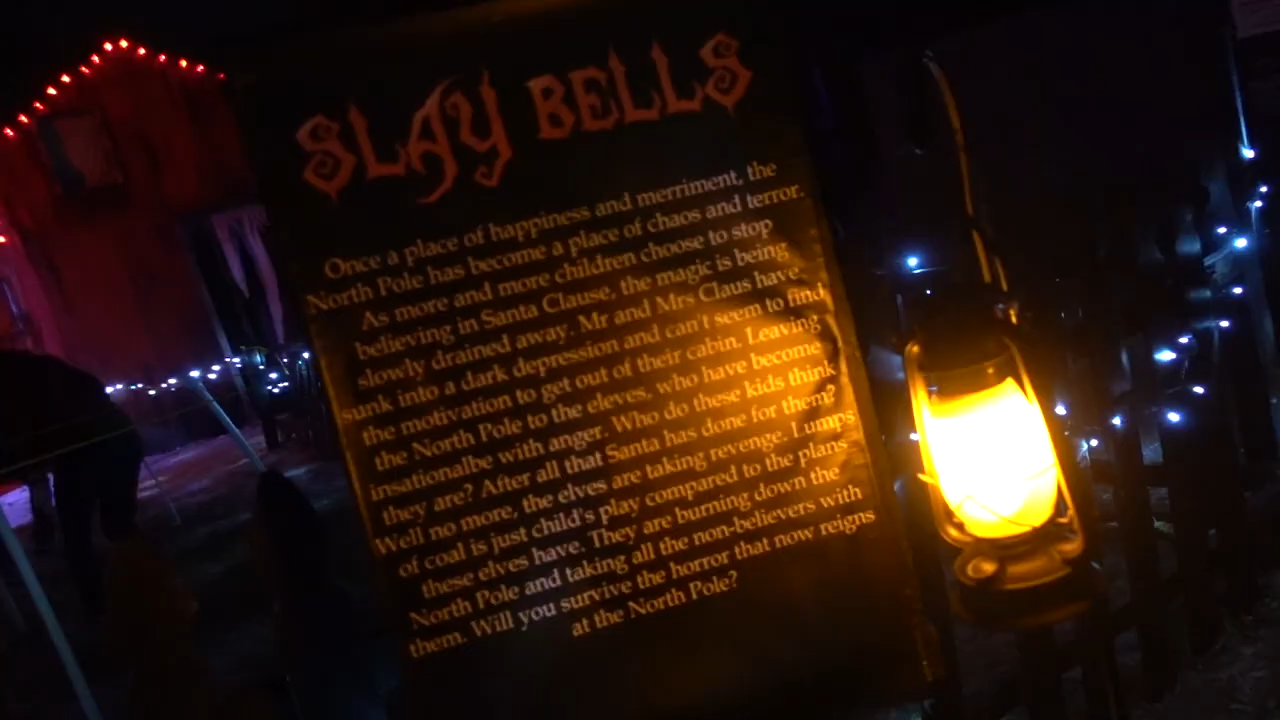 SLAY BELLS
Once a place of happiness and merriment, the
North Pole has become a place of chaos and terror.
As more and more children choose to stop
believing in Santa Clause, the magic is being
slowly drained away. Mr and Mrs Claus have
sunk into a dark depression and can't seem to find
the motivation to get out of their cabin. Leaving
the North Pole to the eleves, who have become
insationalbe with anger. Who do these kids think
they are? After all that Santa has done for them?
Well no more, the elves are taking revenge. Lumps
of coal is just child's play compared to the plans
these elves have. They are burning down the
North Pole and taking all the non-believers with
them. Will you survive the horror that now reigns
at the North Pole?